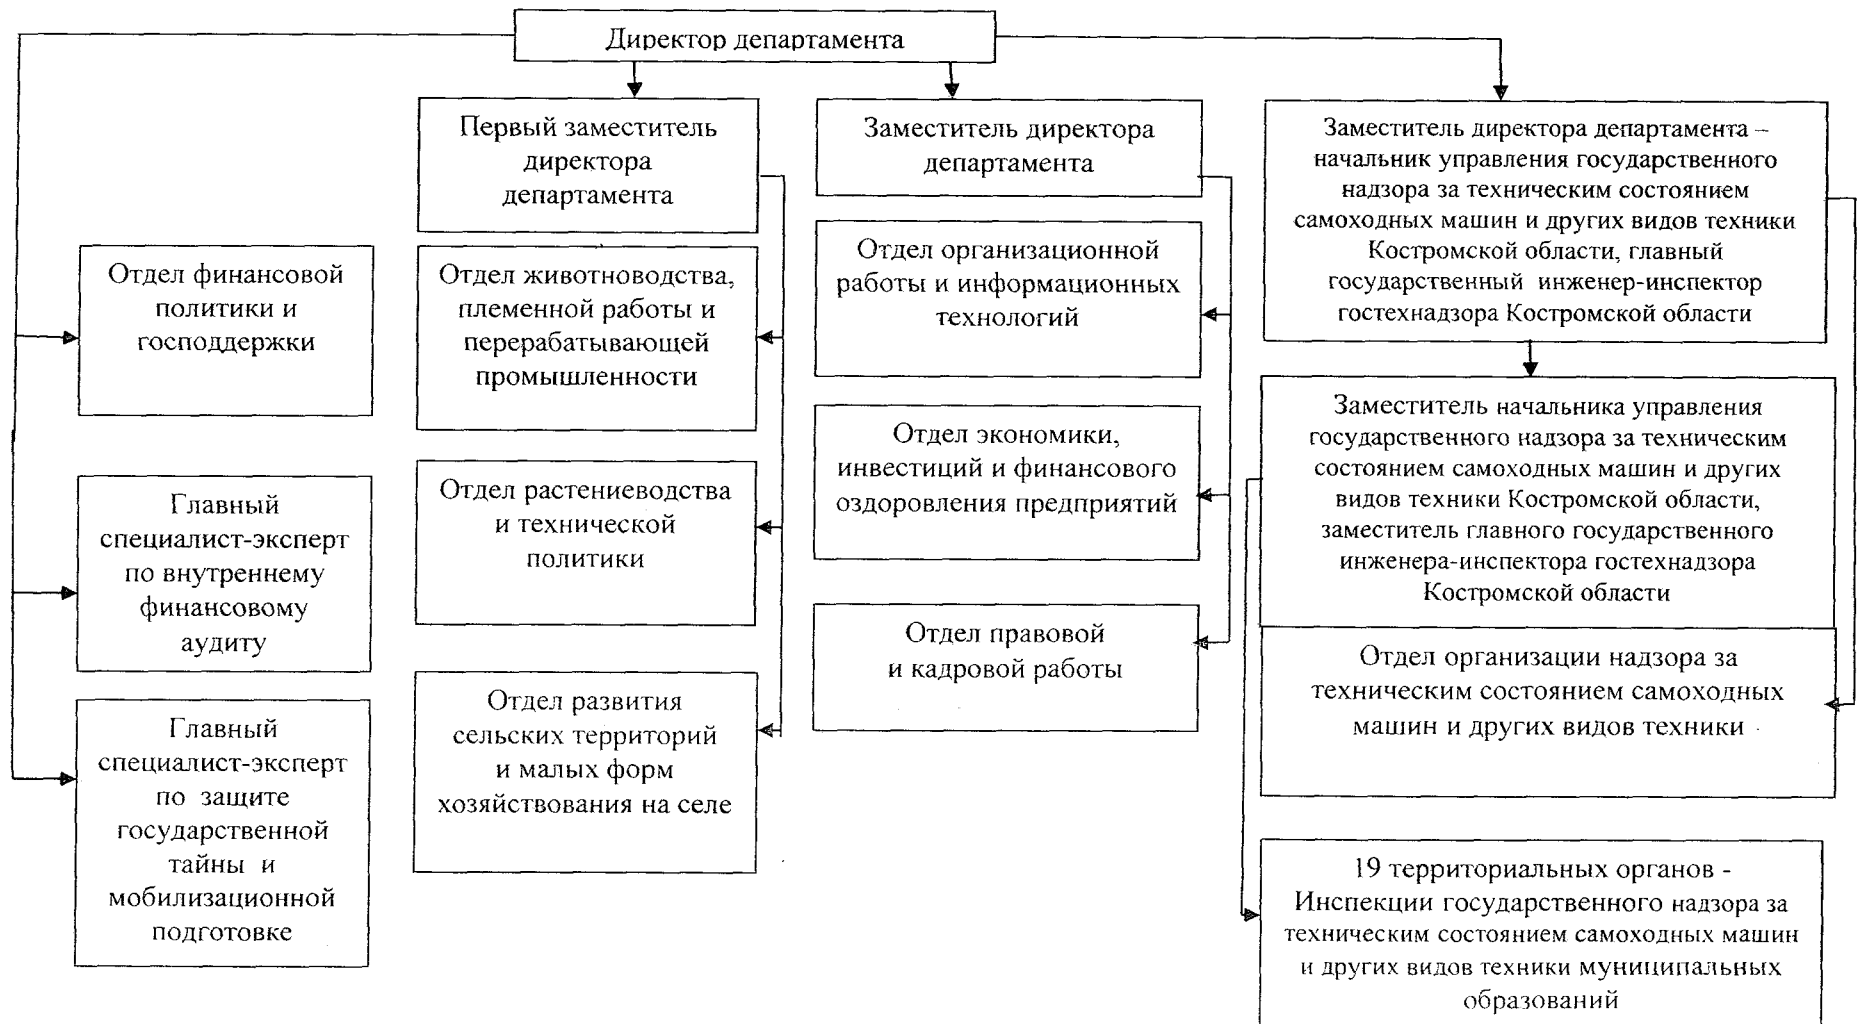 Директор департамента
Первый заместитель
директора
департамента
Заместитель директора
департамента
Заместитель директора департамента –
начальник управления государственного
надзора за техническим состоянием
самоходных машин и других видов техники
Костромской области, главный
государственный инженер-инспектор
гостехнадзора Костромской области
Отдел финансовой
политики и
господдержки
Главный
специалист-эксперт
по внутреннему
финансовому
аудиту
Главный
специалист-эксперт
по защите
государственной
тайны и
мобилизационной
подготовке
Отдел животноводства,
племенной работы и
перерабатывающей
промышленности
Отдел растениеводства
и технической
политики
Отдел развития
сельских территорий
и малых форм
хозяйствования на селе
Отдел организационной
работы и информационных
технологий
Отдел экономики,
инвестиций и финансового
оздоровления предприятий
Отдел правовой
и кадровой работы
Заместитель начальника управления
государственного надзора за техническим
состоянием самоходных машин и других
видов техники Костромской области,
заместитель главного государственного
инженера-инспектора гостехнадзора
Костромской области
Отдел организации надзора за
техническим состоянием самоходных
машин и других видов техники
19 территориальных органов -
Инспекции государственного надзора за
техническим состоянием самоходных машин
и других видов техники муниципальных
образований